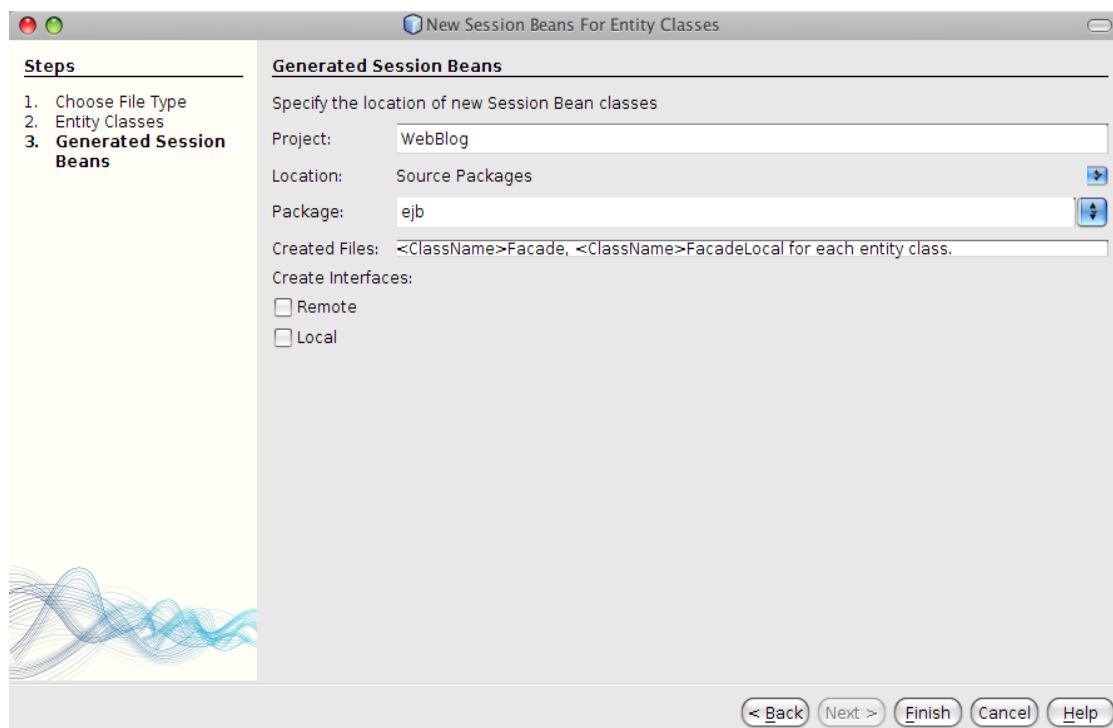 New Session Beans For Entity Classes
Steps
1. Choose File Type
2. Entity Classes
3. Generated Session
Beans
Generated Session Beans
Specify the location of new Session Bean classes
Project: WebBlog
Location: Source Packages
Package: ejb
Created Files: <ClassName>Facade, <ClassName>FacadeLocal for each entity class.
Create Interfaces:
Remote
Local
< Back Next > Finish Cancel Help